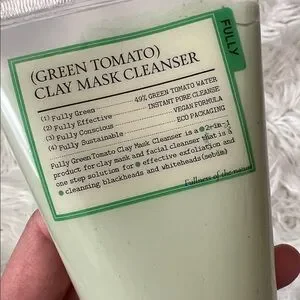 (GREEN TOMATO)
CLAY MASK CLEANSER
FULLY
(1) Fully Green 49% GREEN TOMATO WATER
(2) Fully Effective INSTANT PORE CLEANSE
(3) Fully Conscious VEGAN FORMULA
(4) Fully Sustainable ECO PACKAGING
Fully Green Tomato Clay Mask Cleanser is a 2-in-1
product for clay mask and facial cleanser that is a
one step solution for effective exfoliation and
cleansing blackheads and whiteheads(sebum)
Fullness of the natural